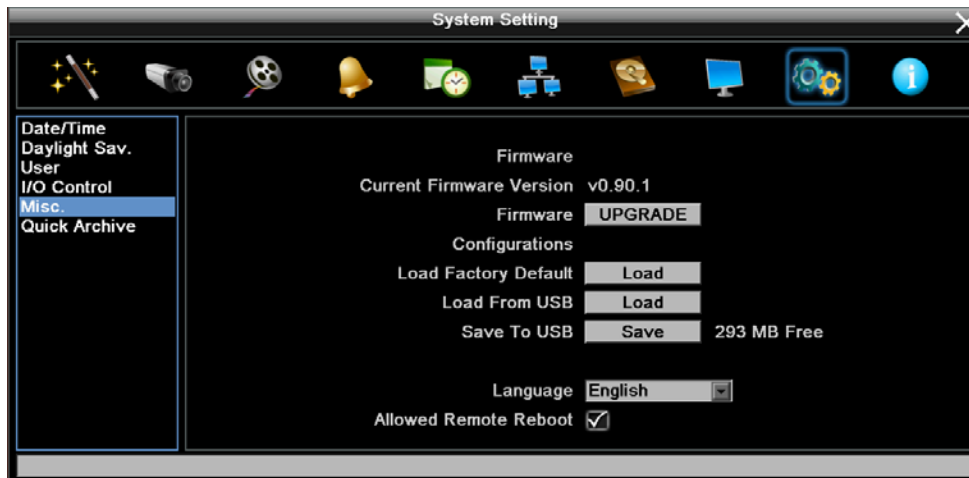 System Setting
Date/Time
Daylight Sav.
User
I/O Control
Misc.
Quick Archive
Firmware
Current Firmware Version v0.90.1
Firmware UPGRADE
Configurations
Load Factory Default Load
Load From USB Load
Save To USB Save 293 MB Free
Language English
Allowed Remote Reboot